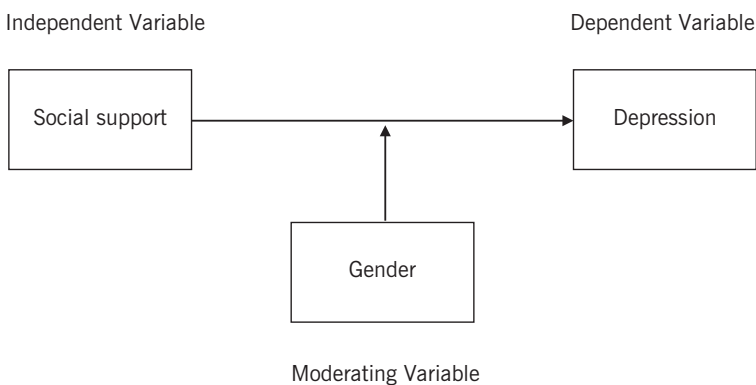 Independent Variable
Dependent Variable
Social support
Depression
Gender
Moderating Variable